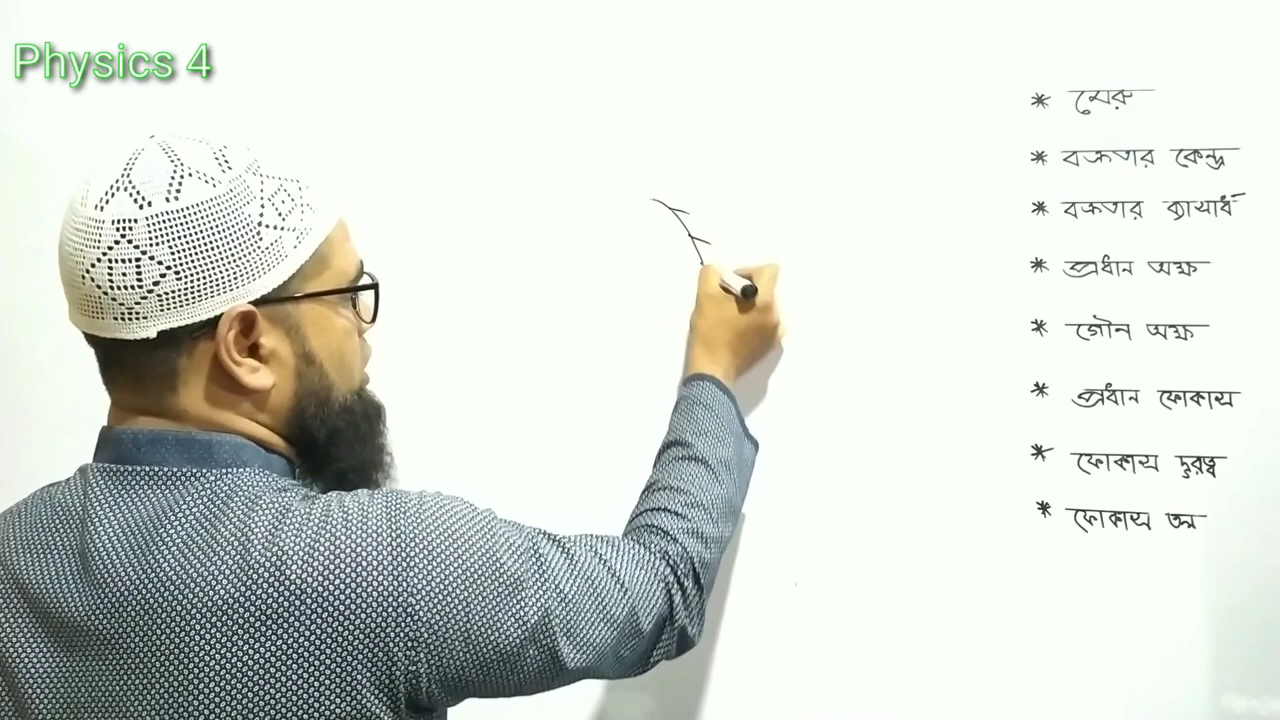 Physics 4
* মেরু
* বক্রতার কেন্দ্র
* বক্রতার ব্যাসার্ধ
* প্রধান অক্ষ
* গৌন অক্ষ
* প্রধান ফোকাস
* ফোকাস দুরত্ব
* ফোকাস তল